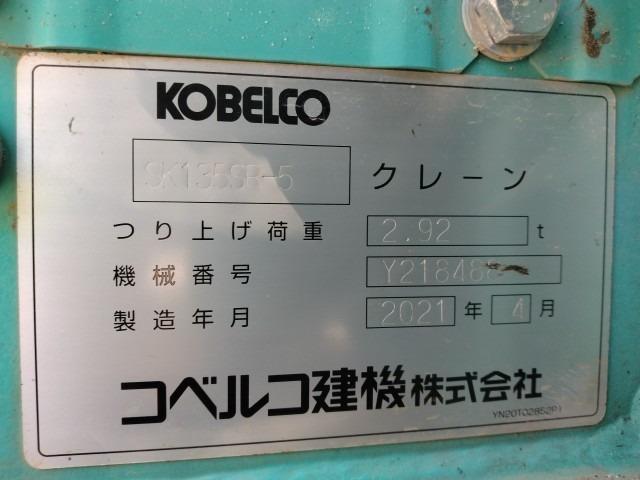 KOBELCO
SK135SR-5 クレーン
つり上げ荷重 2.92 t
機械番号
製造年月 2021 年 4 月
コベルコ建機株式会社
YN20T02852P1